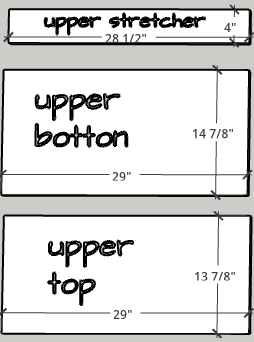 upper stretcher
4"
28 1/2"
upper
botton
14 7/8"
29"
upper
top
13 7/8"
29"